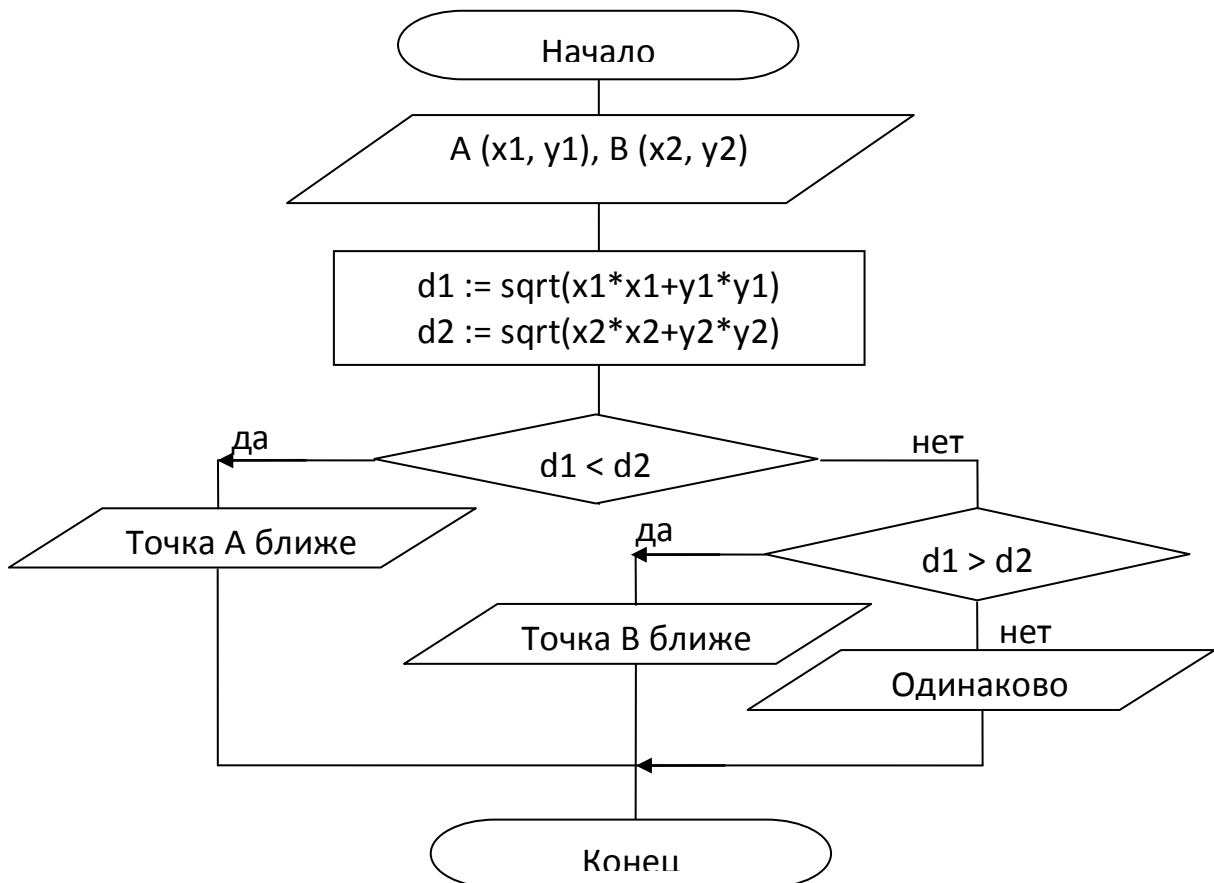 Начало
A (x1, y1), B (x2, y2)
d1 := sqrt(x1*x1+y1*y1)
d2 := sqrt(x2*x2+y2*y2)
да
d1 < d2
нет
Точка А ближе
да
d1 > d2
Точка В ближе
нет
Одинаково
Конец